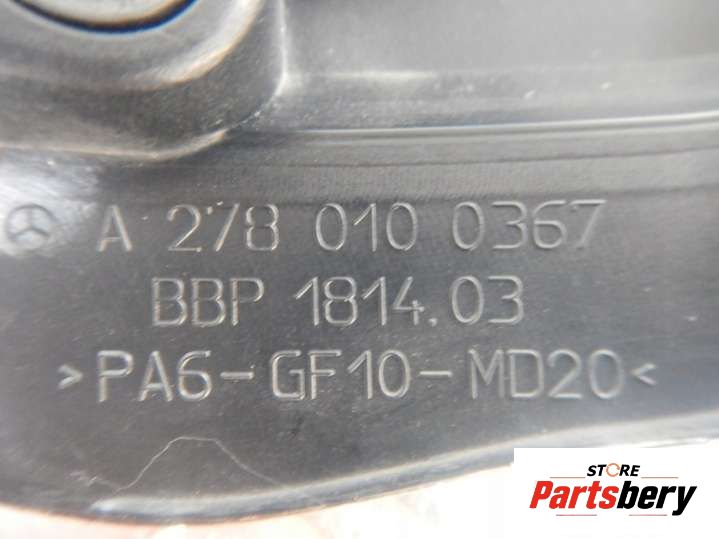 A 278 010 0367
BBP 1814.03
>PA6-GF10-MD20<
STORE
Partsbery